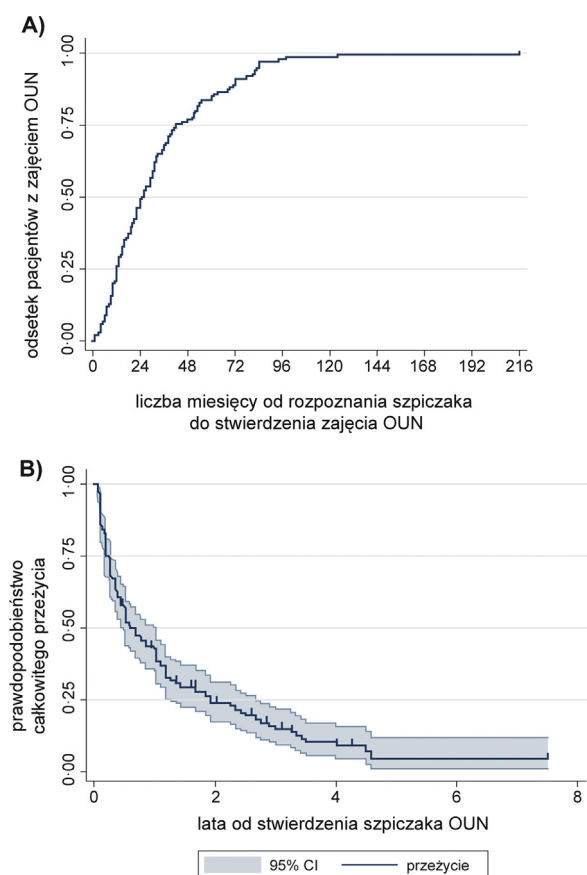 A)
odsetek pacjentów z zajęciem OUN
1·00
0·75
0·50
0·25
0·00
0 24 48 72 96 120 144 168 192 216
liczba miesięcy od rozpoznania szpiczaka
do stwierdzenia zajęcia OUN
B)
prawdopodobieństwo
całkowitego przeżycia
1·00
0·75
0·50
0·25
0·00
0 2 4 6 8
lata od stwierdzenia szpiczaka OUN
95% CI przeżycie